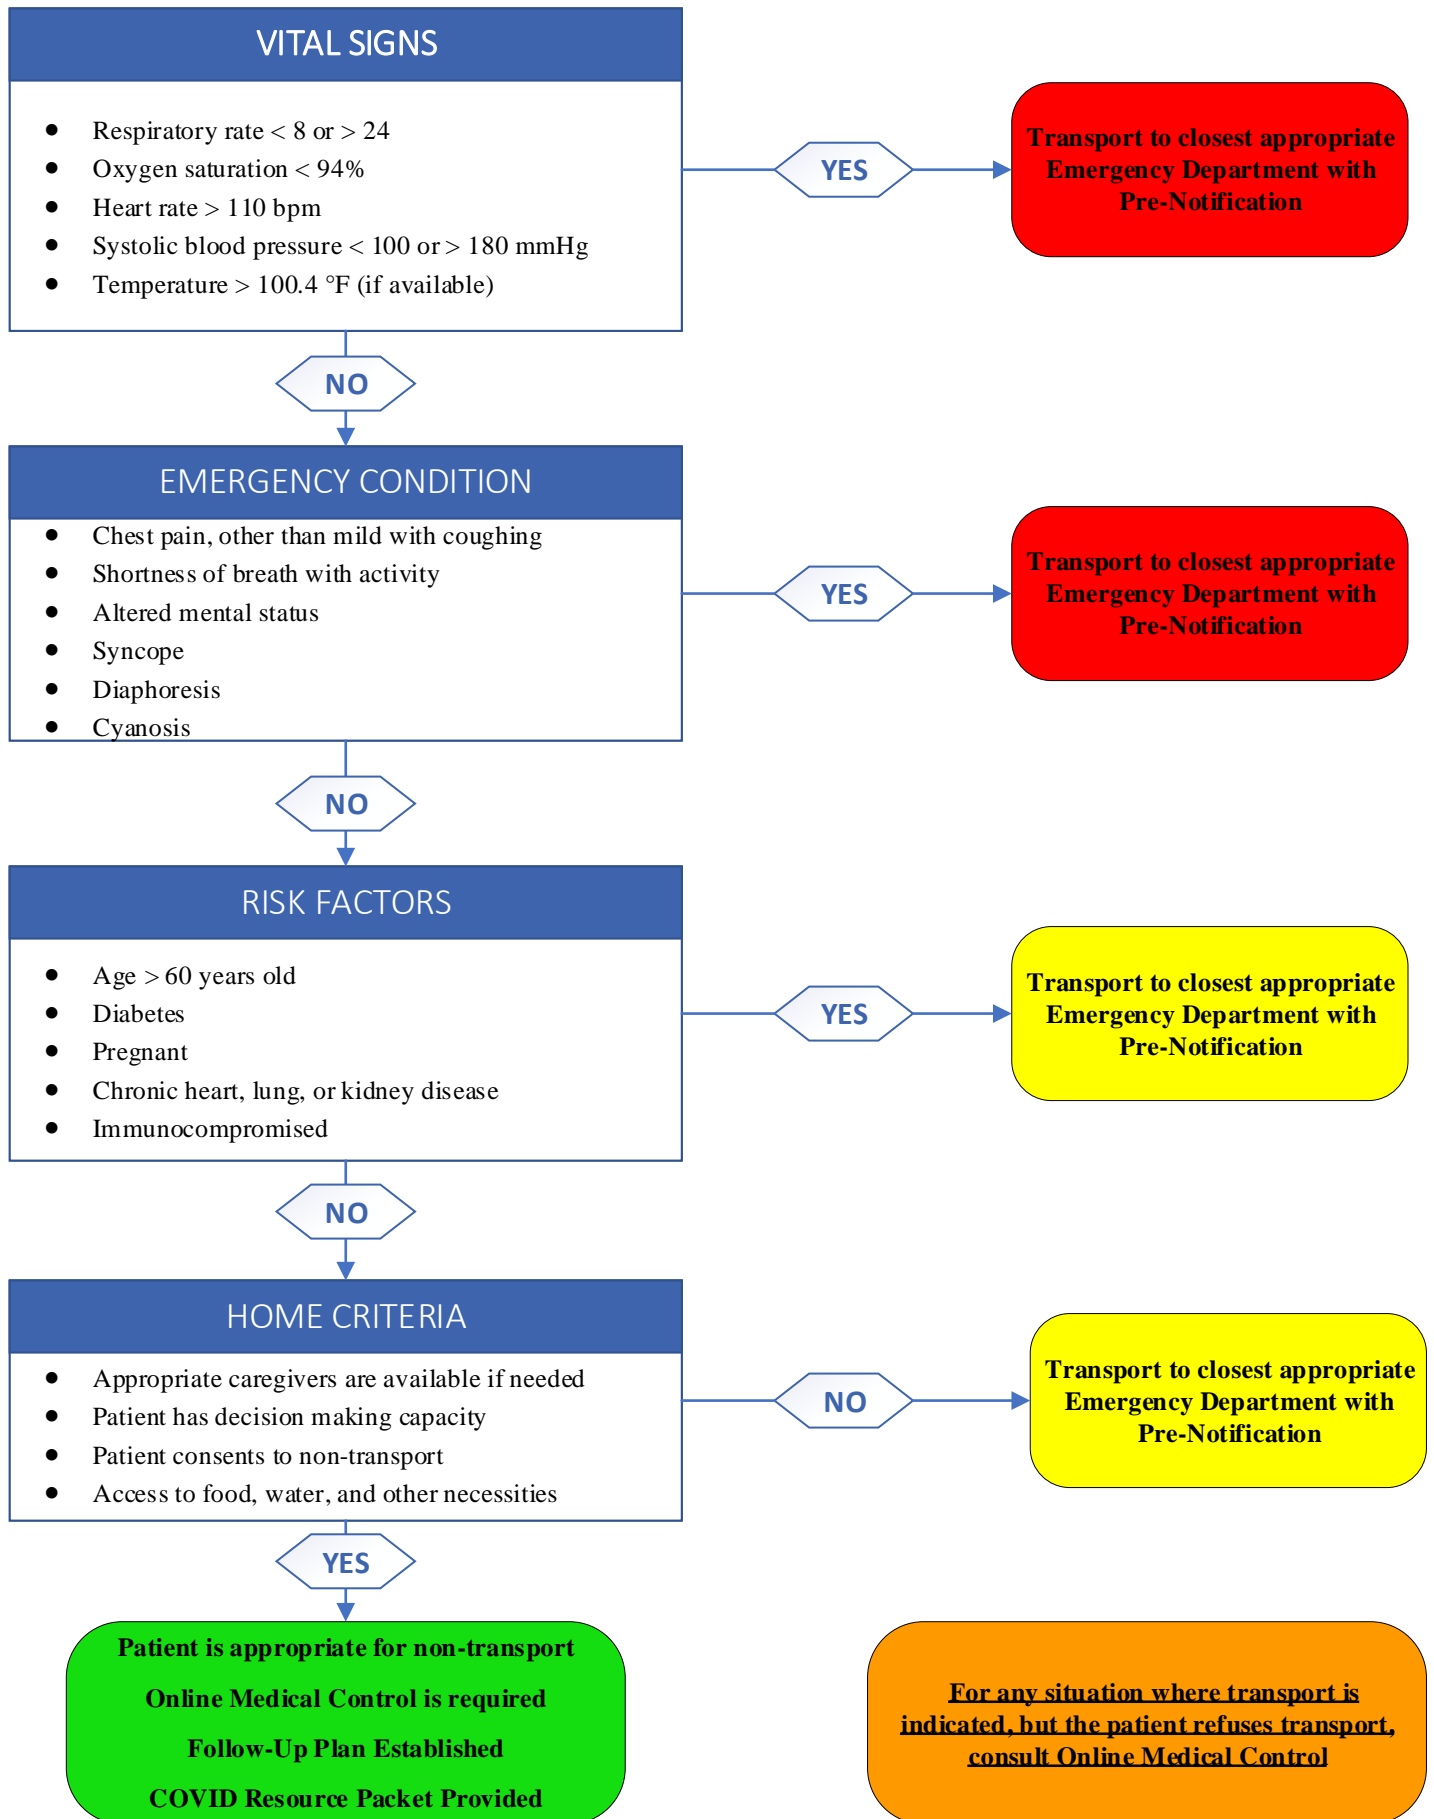 VITAL SIGNS
● Respiratory rate < 8 or > 24
● Oxygen saturation < 94%
● Heart rate > 110 bpm
● Systolic blood pressure < 100 or > 180 mmHg
● Temperature > 100.4 °F (if available)
YES
Transport to closest appropriate
Emergency Department with
Pre-Notification
NO
EMERGENCY CONDITION
● Chest pain, other than mild with coughing
● Shortness of breath with activity
● Altered mental status
● Syncope
● Diaphoresis
● Cyanosis
YES
Transport to closest appropriate
Emergency Department with
Pre-Notification
NO
RISK FACTORS
● Age > 60 years old
● Diabetes
● Pregnant
● Chronic heart, lung, or kidney disease
● Immunocompromised
YES
Transport to closest appropriate
Emergency Department with
Pre-Notification
NO
HOME CRITERIA
● Appropriate caregivers are available if needed
● Patient has decision making capacity
● Patient consents to non-transport
● Access to food, water, and other necessities
NO
Transport to closest appropriate
Emergency Department with
Pre-Notification
YES
Patient is appropriate for non-transport
Online Medical Control is required
Follow-Up Plan Established
COVID Resource Packet Provided
For any situation where transport is
indicated, but the patient refuses transport,
consult Online Medical Control